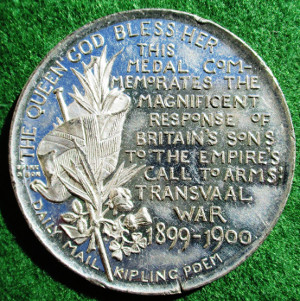 THE QUEEN GOD BLESS HER
THIS
MEDAL COM-
MEMORATES THE
MAGNIFICENT
RESPONSE OF
BRITAIN'S SONS
TO THE EMPIRE'S
CALL TO ARMS
TRANSVAAL
WAR
1899-1900
DAILY MAIL KIPLING POEM